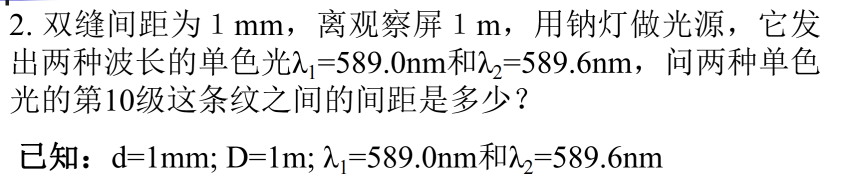 2. 双缝间距为１mm，离观察屏１m，用钠灯做光源，它发
出两种波长的单色光λ₁=589.0nm和λ₂=589.6nm，问两种单色
光的第10级这条纹之间的间距是多少？
已知：d=1mm; D=1m; λ₁=589.0nm和λ₂=589.6nm